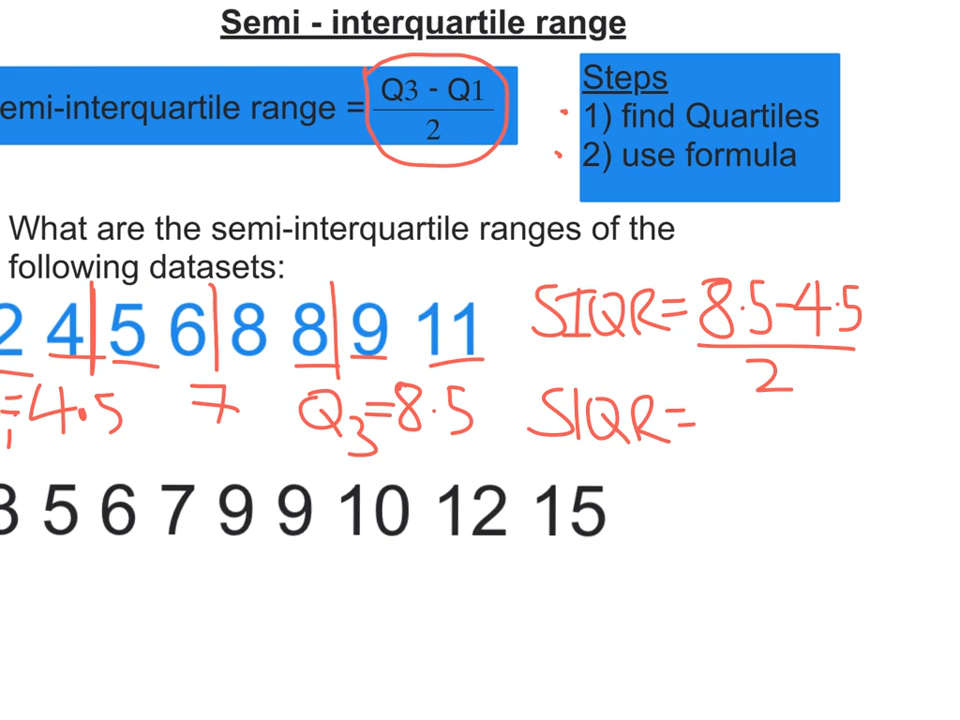 Semi - interquartile range
emi-interquartile range = Q3 - Q1
2
Steps
1) find Quartiles
2) use formula
What are the semi-interquartile ranges of the
following datasets:
2 4|5 6|8 8|9 11
SIQR = 8.5-4.5
2
= 4.5 7 Q3 = 8.5
SIQR =
3 5 6 7 9 9 10 12 15